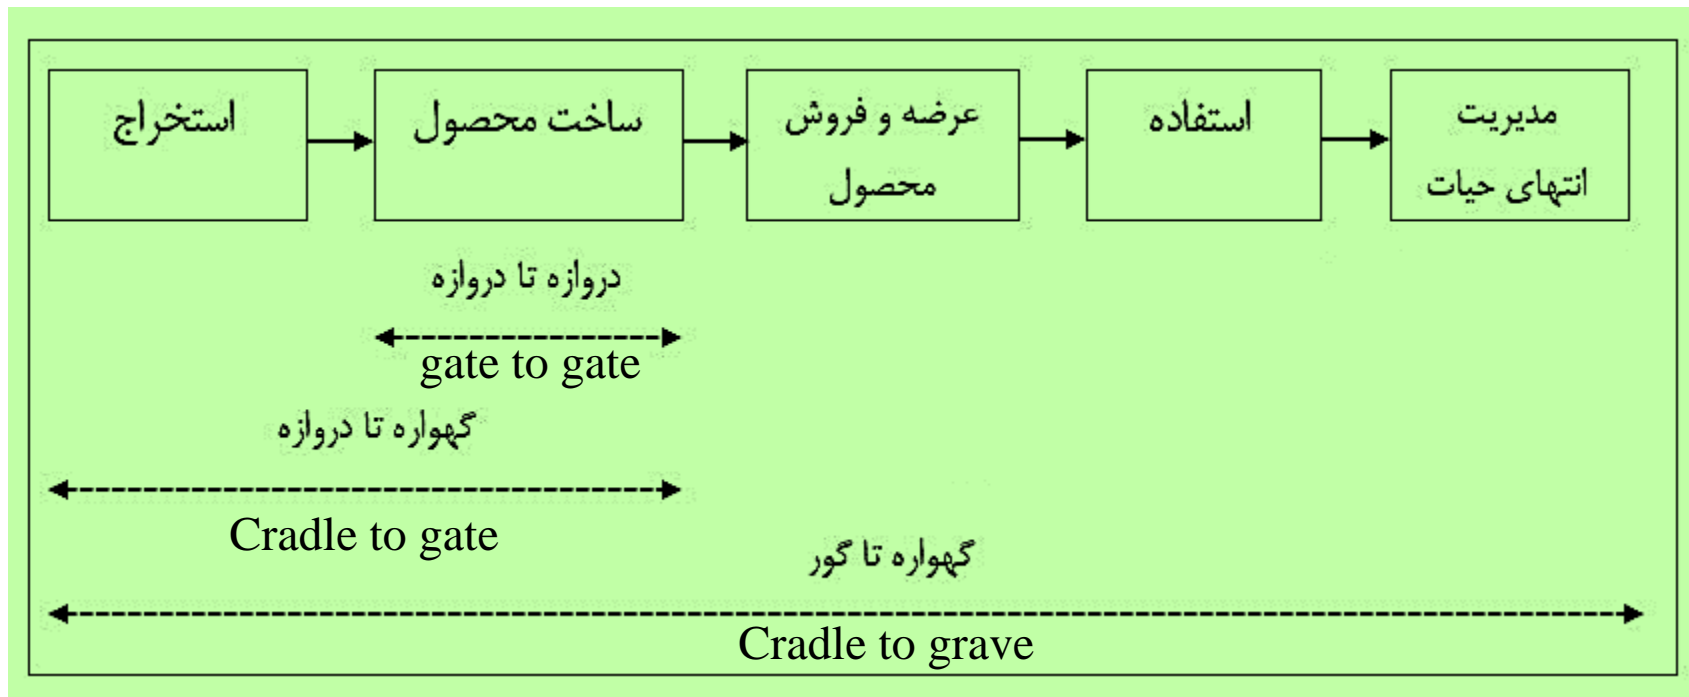 استخراج
ساخت محصول
عرضه و فروش
محصول
استفاده
مدیریت
انتهای حیات
دروازه تا دروازه
gate to gate
گهواره تا دروازه
Cradle to gate
گهواره تا گور
Cradle to grave